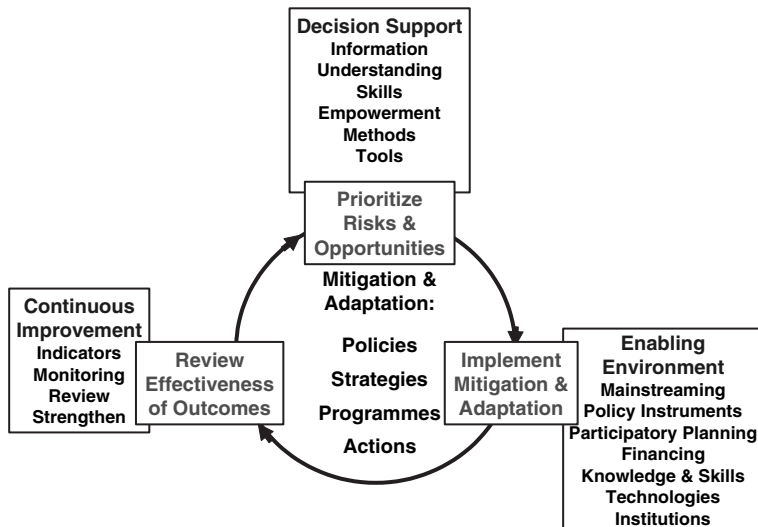 Decision Support
Information
Understanding
Skills
Empowerment
Methods
Tools
Prioritize
Risks &
Opportunities
Mitigation &
Adaptation:
Policies
Strategies
Programmes
Actions
Continuous
Improvement
Indicators
Monitoring
Review
Strengthen
Review
Effectiveness
of Outcomes
Implement
Mitigation &
Adaptation
Enabling
Environment
Mainstreaming
Policy Instruments
Participatory Planning
Financing
Knowledge & Skills
Technologies
Institutions